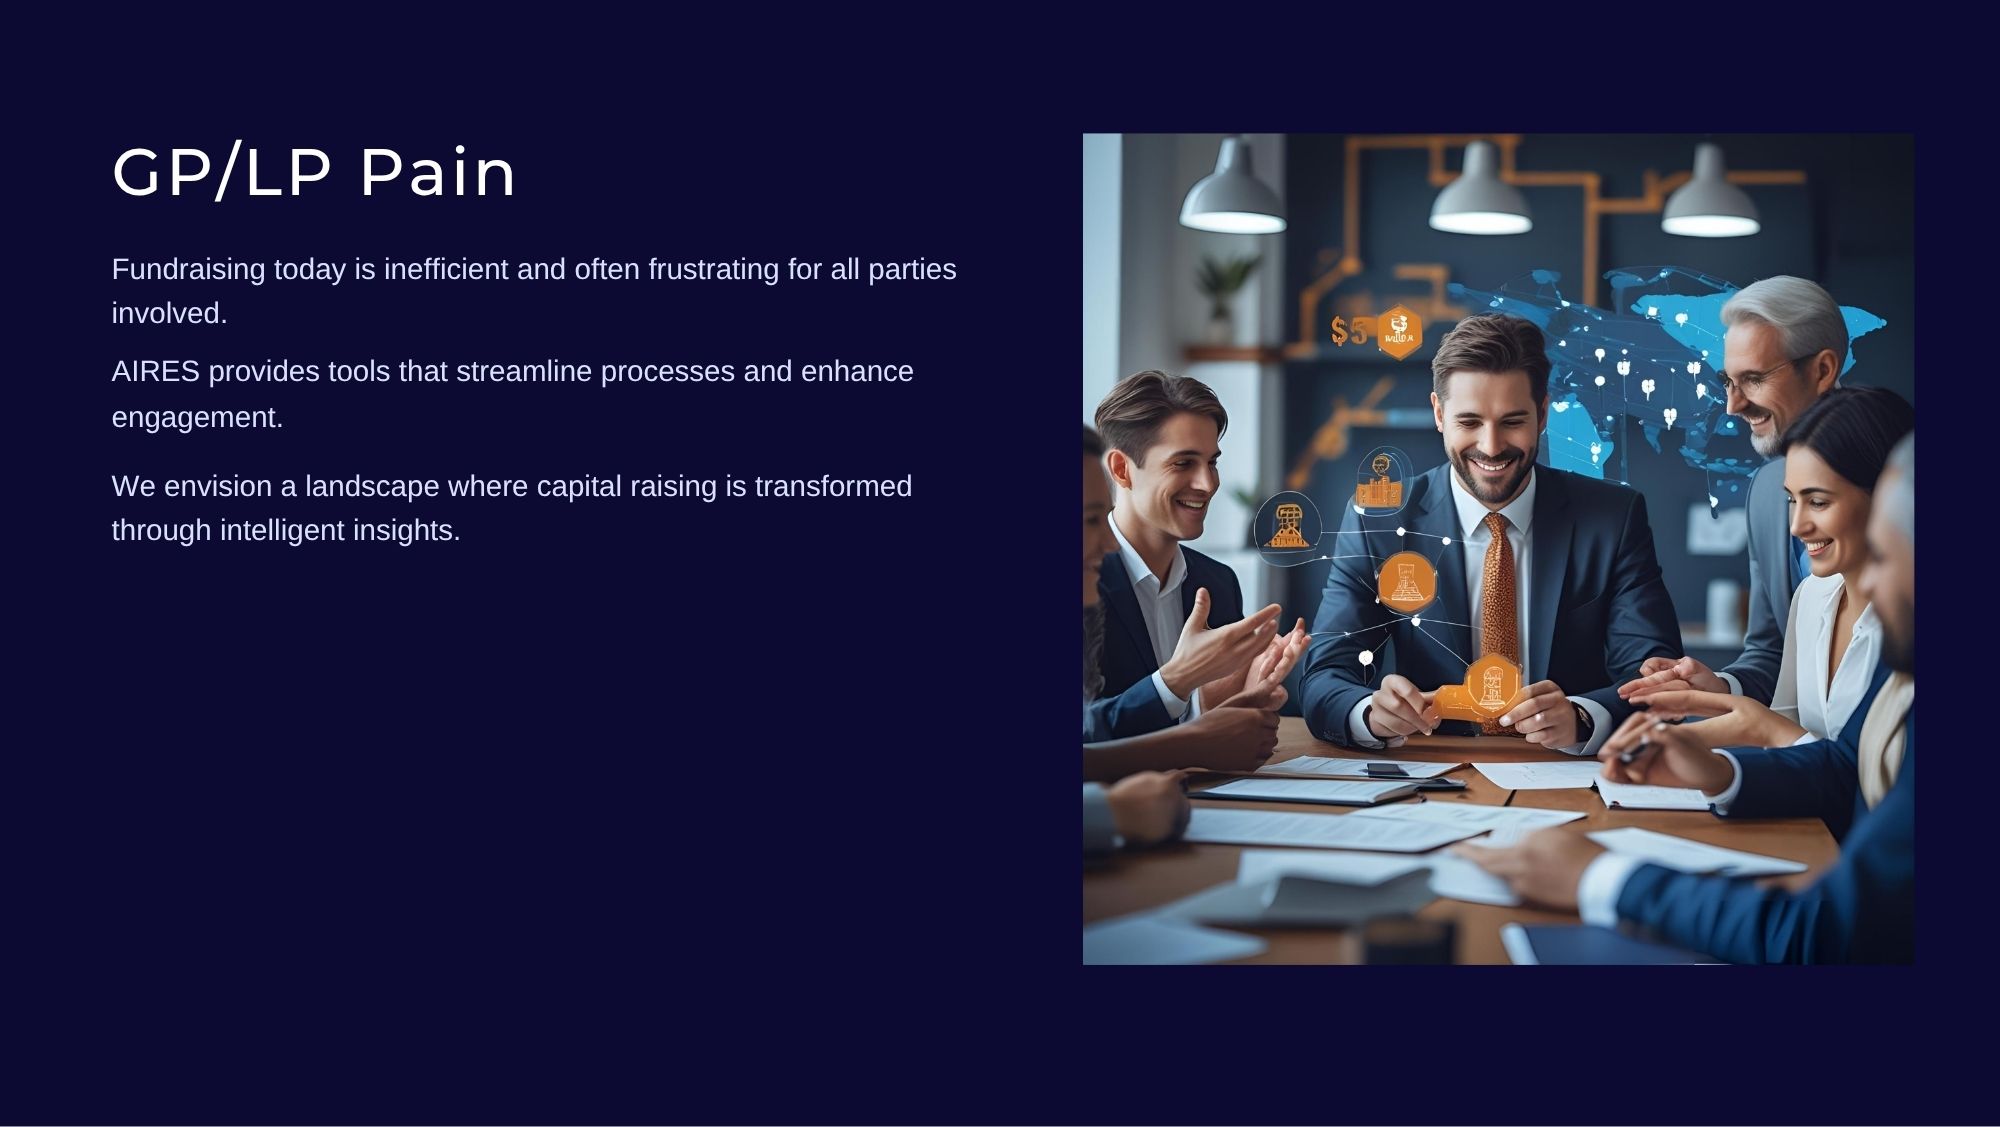 GP/LP Pain
Fundraising today is inefficient and often frustrating for all parties
involved.
AIRES provides tools that streamline processes and enhance
engagement.
We envision a landscape where capital raising is transformed
through intelligent insights.
$5